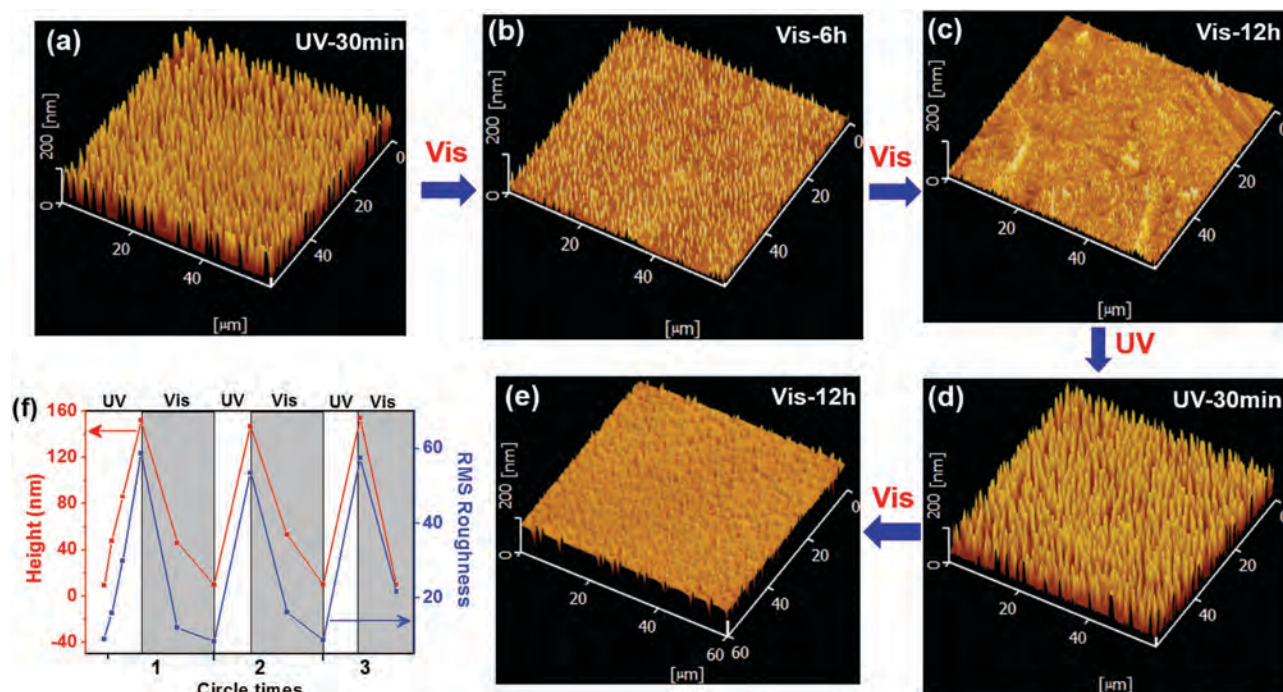 (a) UV-30min
200 [nm]
0
20
40
[μm]
40
20
0
Vis
(b) Vis-6h
200 [nm]
0
20
40
[μm]
40
20
0
Vis
(c) Vis-12h
200 [nm]
0
20
40
[μm]
40
20
0
UV
(d) UV-30min
200 [nm]
0
20
40
[μm]
40
20
Vis
(e) Vis-12h
200 [nm]
0
20
40
60
[μm]
60
40
20
0
(f)
UV Vis UV Vis UV Vis
160
120
80
40
0
-40
Height (nm)
60
40
20
RMS Roughness
1 2 3
Circle times